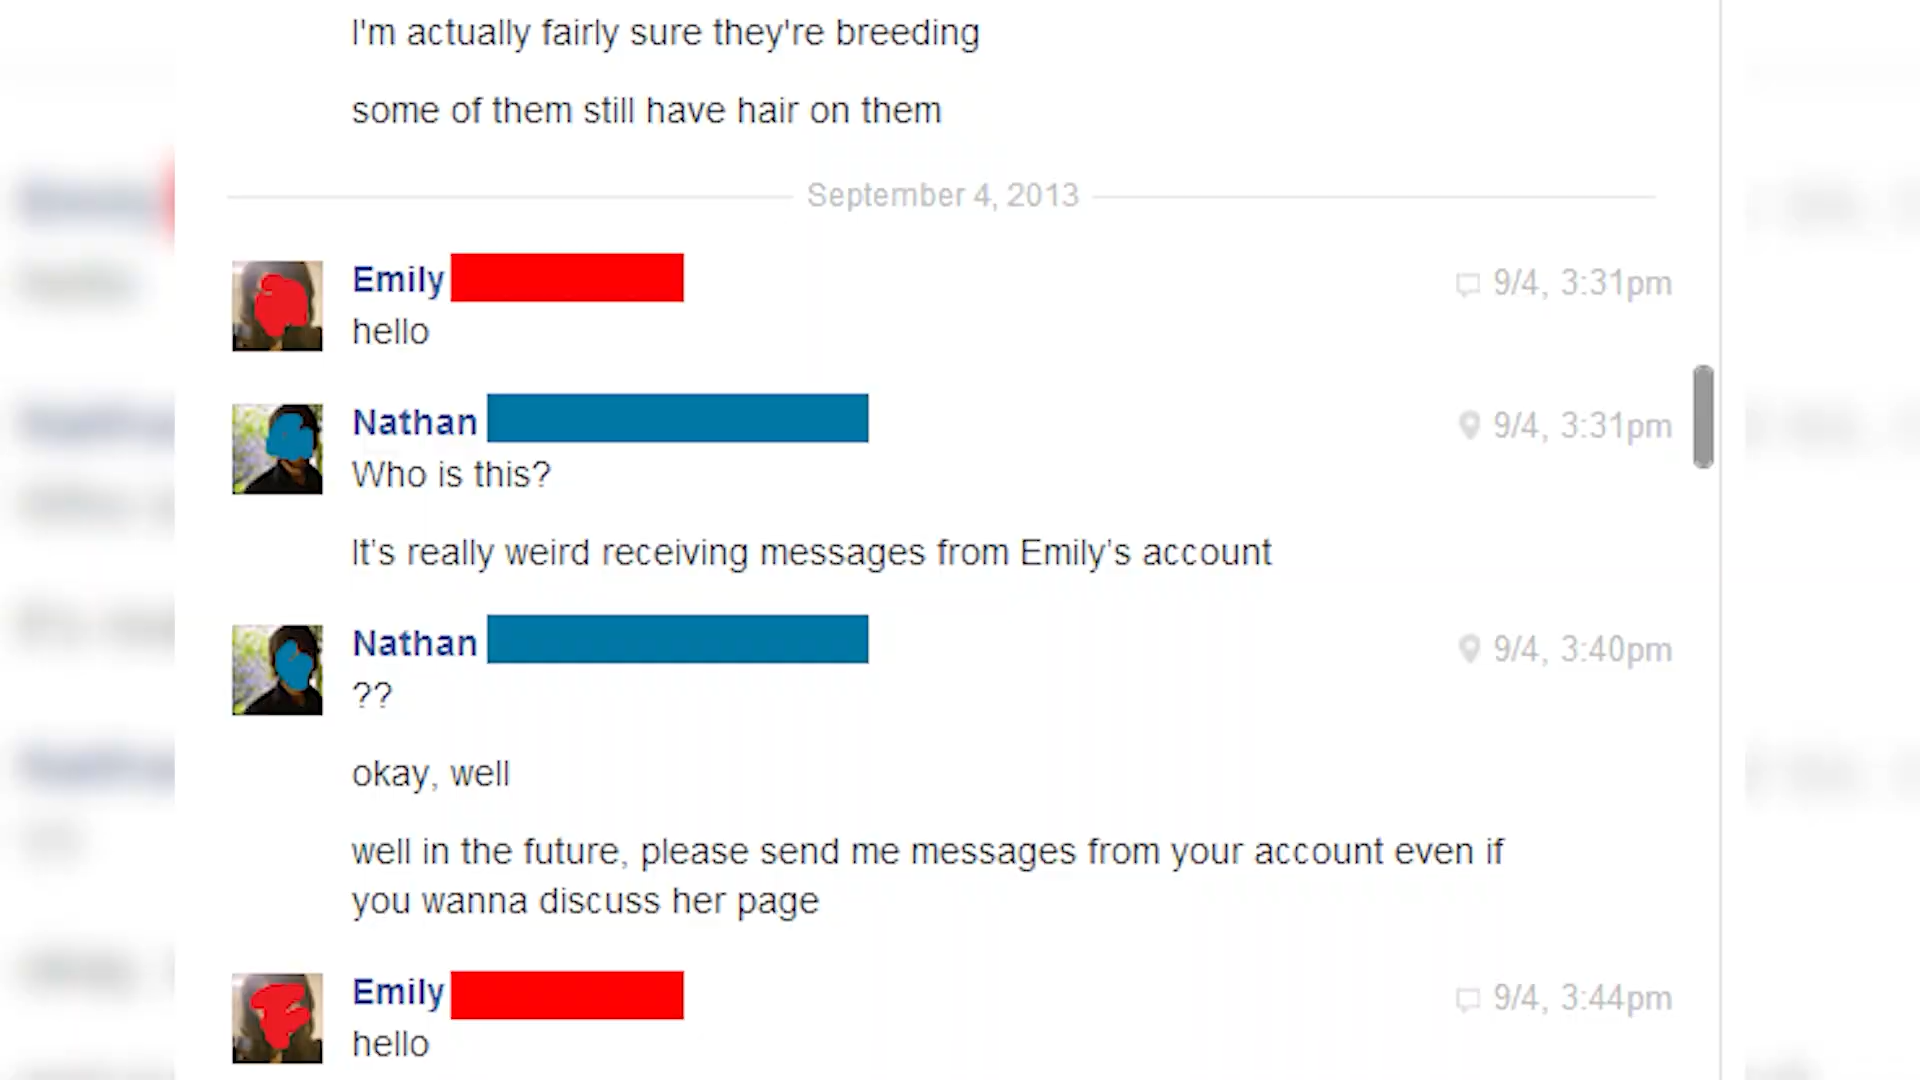 I'm actually fairly sure they're breeding
some of them still have hair on them
September 4, 2013
Emily
9/4, 3:31pm
hello
Nathan
9/4, 3:31pm
Who is this?
It's really weird receiving messages from Emily's account
Nathan
9/4, 3:40pm
??
okay, well
well in the future, please send me messages from your account even if
you wanna discuss her page
Emily
9/4, 3:44pm
hello